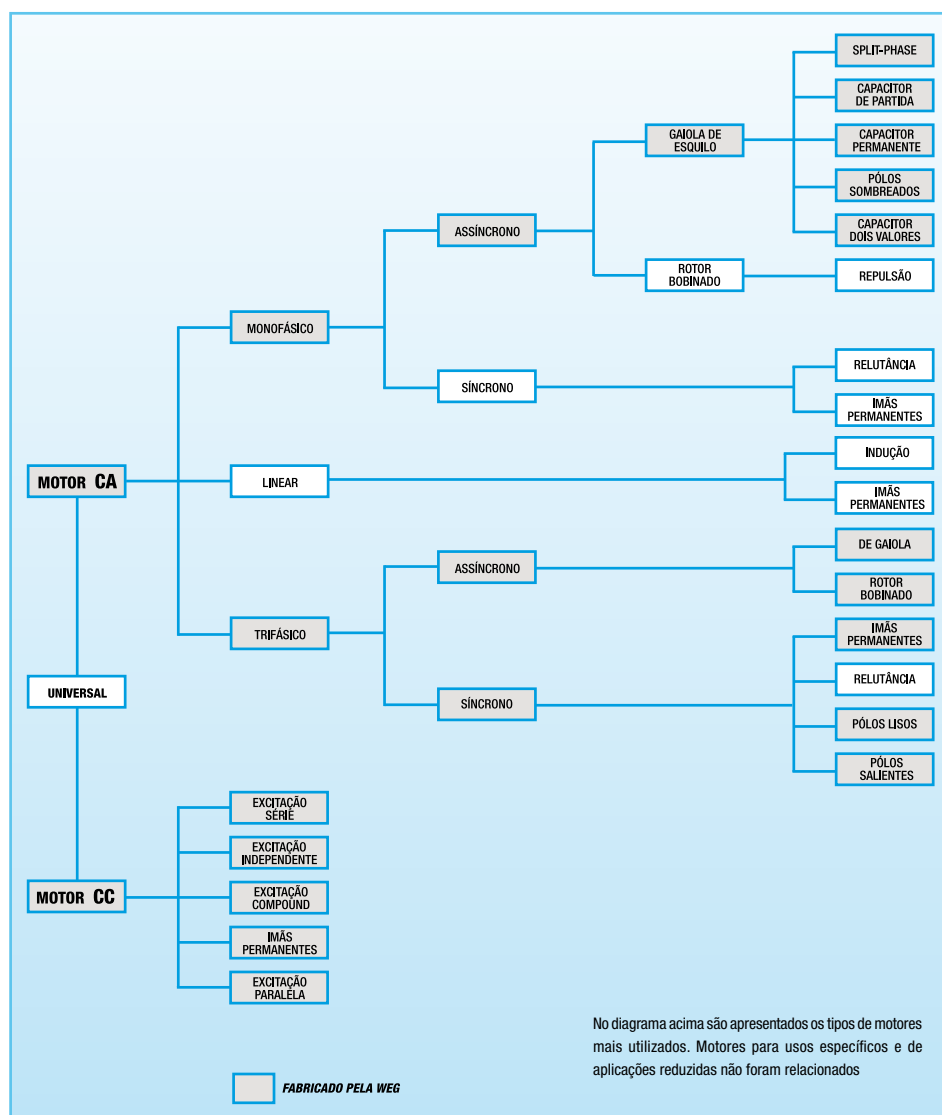 SPLIT-PHASE
CAPACITOR
DE PARTIDA
GAIOLA DE
ESQUILO
CAPACITOR
PERMANENTE
PÓLOS
SOMBREADOS
ASSÍNCRONO
CAPACITOR
DOIS VALORES
ROTOR
BOBINADO
REPULSÃO
MONOFÁSICO
RELUTÂNCIA
SÍNCRONO
IMÃS
PERMANENTES
INDUÇÃO
MOTOR CA
LINEAR
IMÃS
PERMANENTES
DE GAIOLA
ASSÍNCRONO
ROTOR
BOBINADO
TRIFÁSICO
IMÃS
PERMANENTES
RELUTÂNCIA
UNIVERSAL
SÍNCRONO
PÓLOS LISOS
PÓLOS
SALIENTES
EXCITAÇÃO
SÉRIE
EXCITAÇÃO
INDEPENDENTE
MOTOR CC
EXCITAÇÃO
COMPOUND
IMÃS
PERMANENTES
EXCITAÇÃO
PARALELA
No diagrama acima são apresentados os tipos de motores
mais utilizados. Motores para usos específicos e de
aplicações reduzidas não foram relacionados
FABRICADO PELA WEG